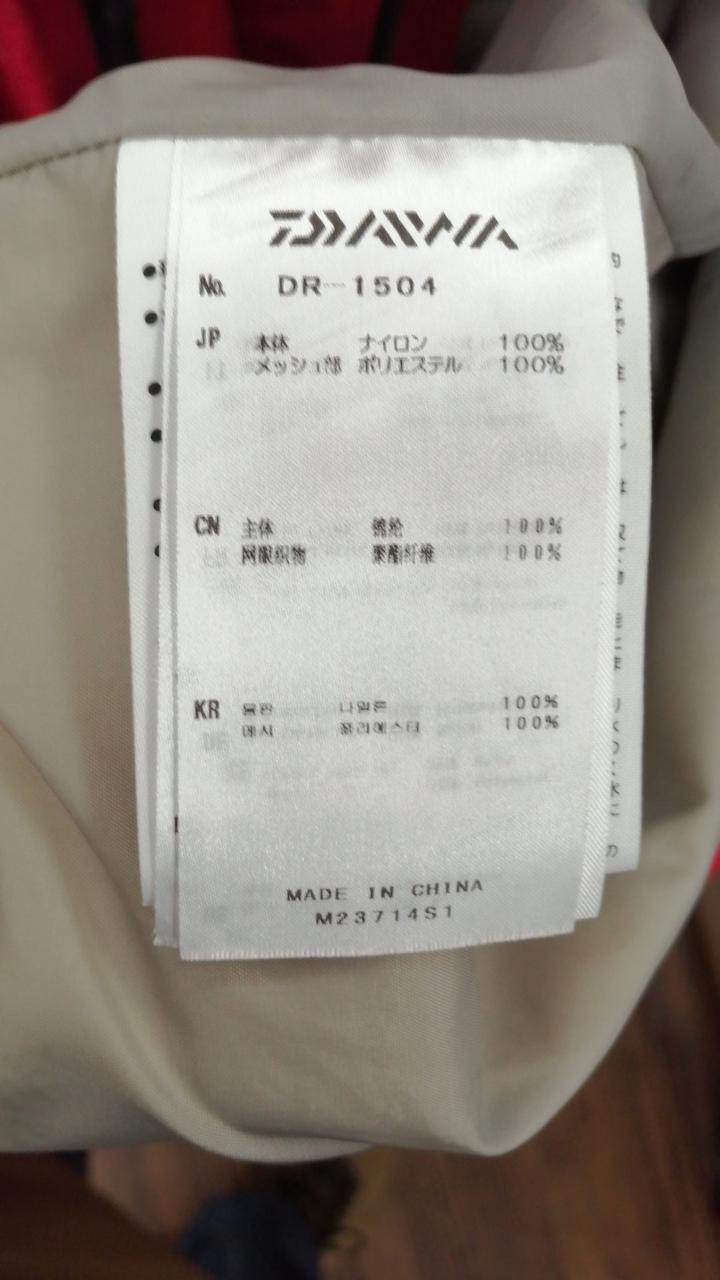 DAIWA
No. DR-1504
JP 本体 ナイロン 100%
メッシュ部 ポリエステル 100%
CN 主体 锦纶 100%
网眼织物 聚酯纤维 100%
KR 몸판 나일론 100%
메시 폴리에스터 100%
MADE IN CHINA
M23714S1